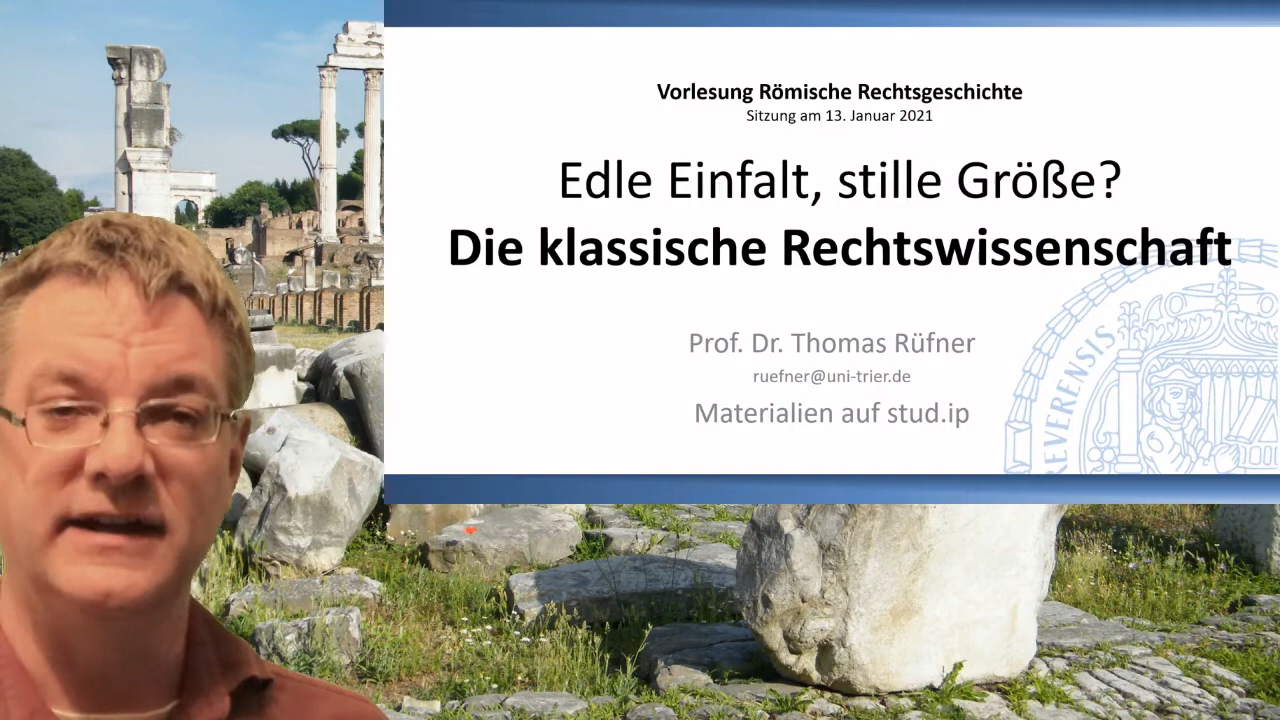 Vorlesung Römische Rechtsgeschichte
Sitzung am 13. Januar 2021
Edle Einfalt, stille Größe?
Die klassische Rechtswissenschaft
Prof. Dr. Thomas Rüfner
ruefner@uni-trier.de
Materialien auf stud.ip
EVERENSIS